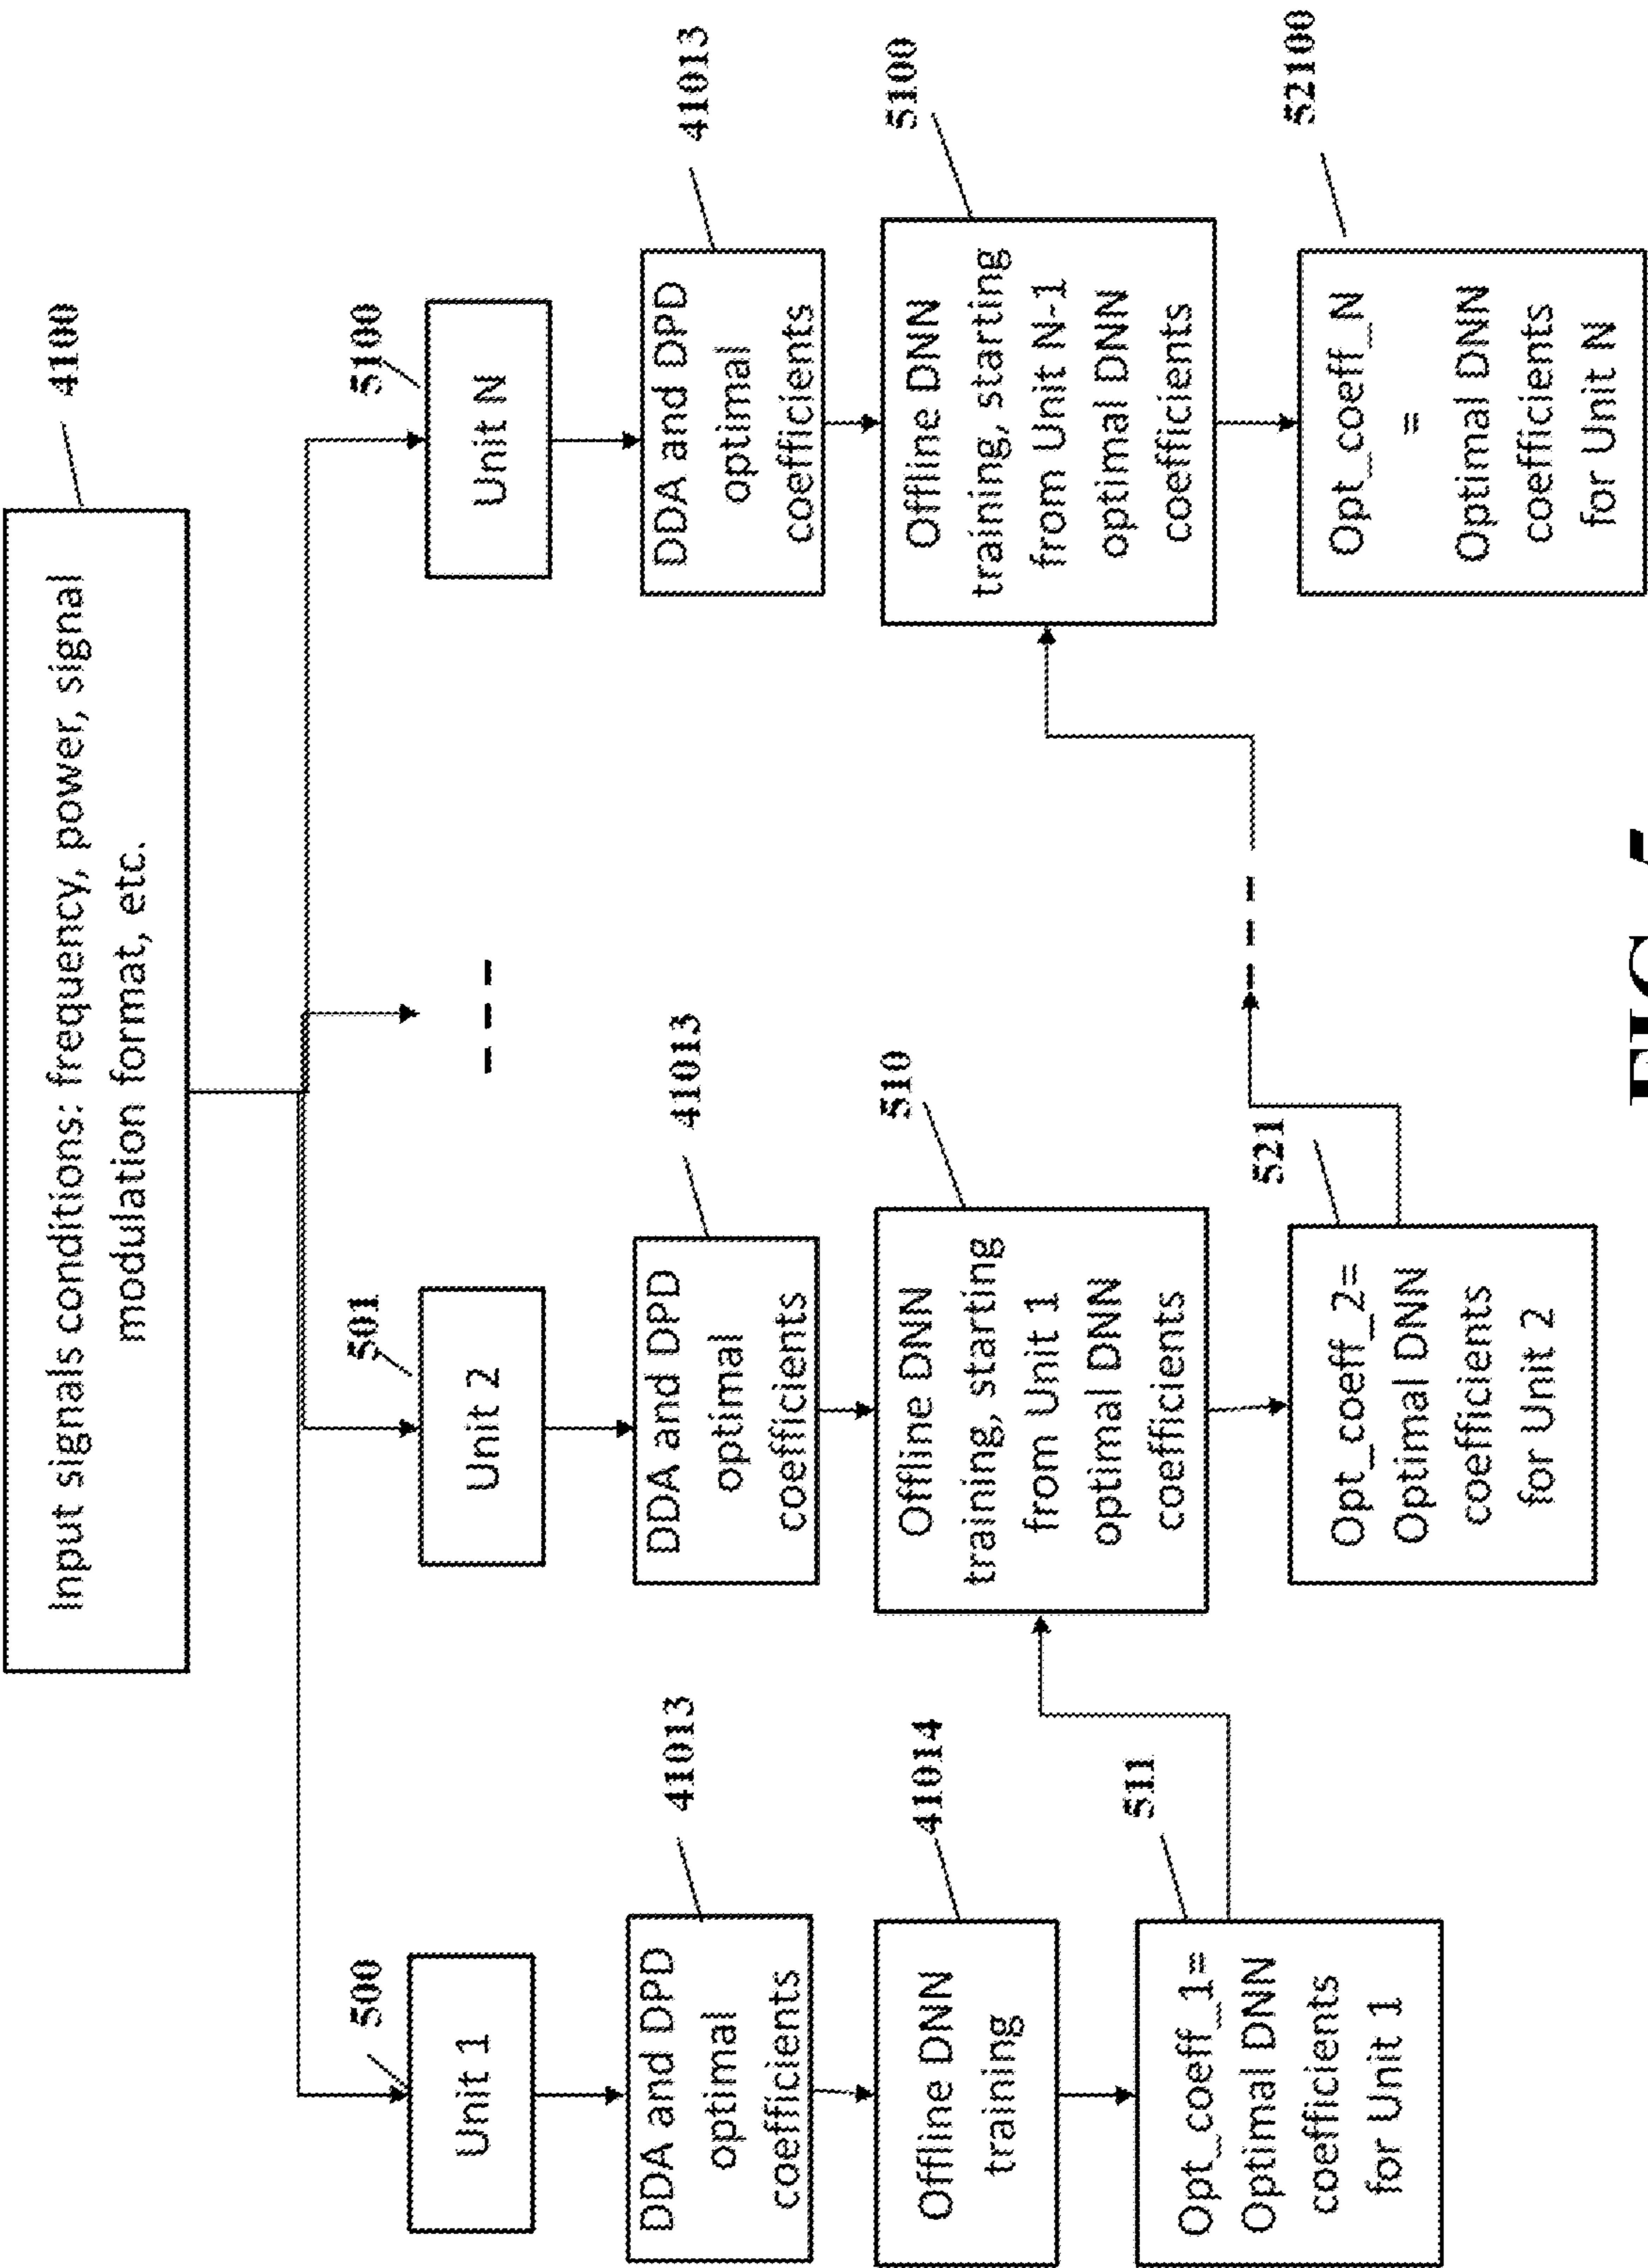 4100
Input signals conditions: frequency, power, signal
modulation format, etc.
500
Unit 1
41013
DDA and DPD
optimal
coefficients
41014
Offline DNN
training
511
Opt_coeff_1=
Optimal DNN
coefficients
for Unit 1
501
Unit 2
41013
DDA and DPD
optimal
coefficients
510
Offline DNN
training, starting
from Unit 1
optimal DNN
coefficients
521
Opt_coeff_2=
Optimal DNN
coefficients
for Unit 2
5100
Unit N
41013
DDA and DPD
optimal
coefficients
5100
Offline DNN
training, starting
from Unit N-1
optimal DNN
coefficients
52100
Opt_coeff_N
=
Optimal DNN
coefficients
for Unit N